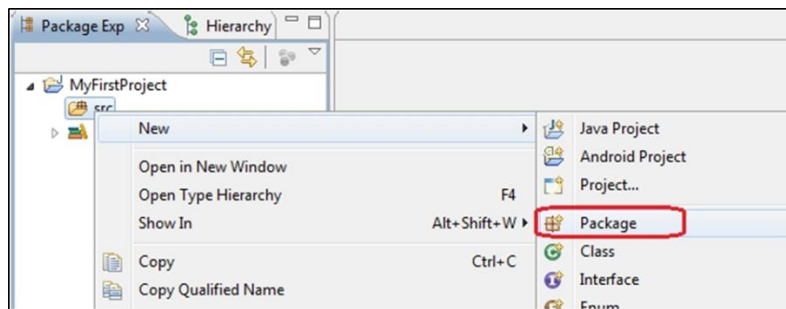 Package Exp Hierarchy
MyFirstProject
src
New
Open in New Window
Open Type Hierarchy F4
Show In Alt+Shift+W
Copy Ctrl+C
Copy Qualified Name
Java Project
Android Project
Project...
Package
Class
Interface
Enum